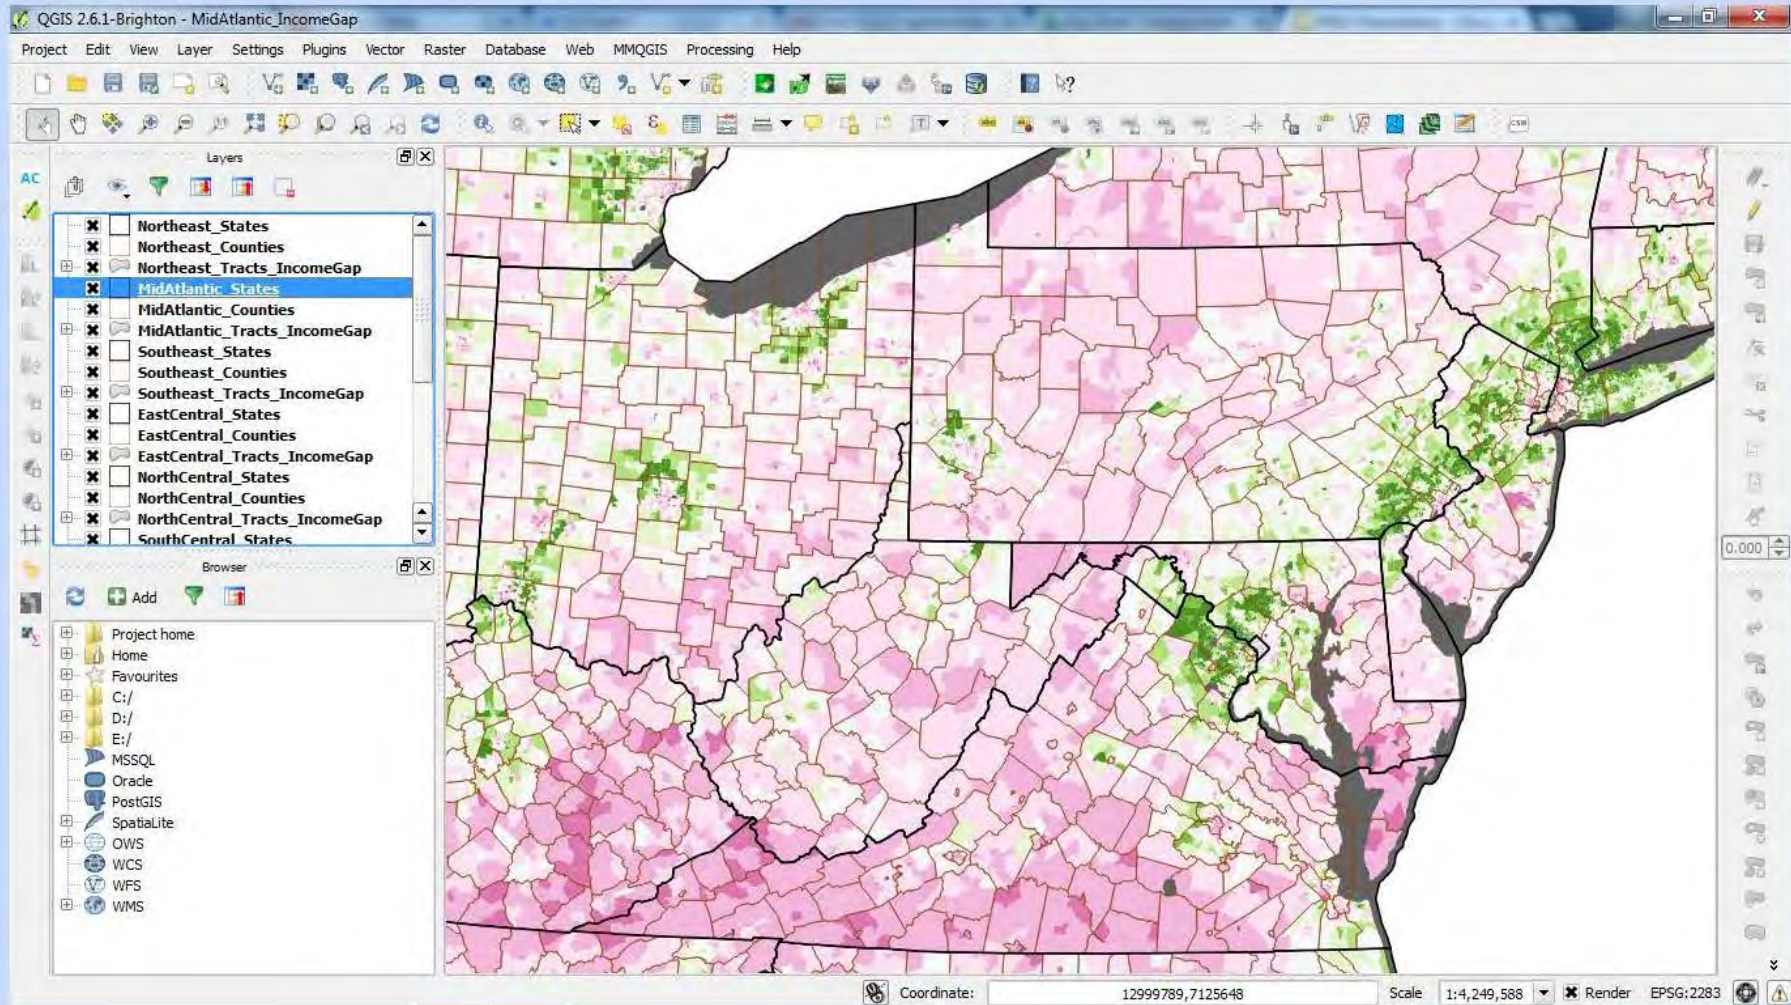 QGIS 2.6.1-Brighton - MidAtlantic_IncomeGap
Project Edit View Layer Settings Plugins Vector Raster Database Web MMQGIS Processing Help
Layers
AC
Northeast_States
Northeast_Counties
Northeast_Tracts_IncomeGap
MidAtlantic_States
MidAtlantic_Counties
MidAtlantic_Tracts_IncomeGap
Southeast_States
Southeast_Counties
Southeast_Tracts_IncomeGap
EastCentral_States
EastCentral_Counties
EastCentral_Tracts_IncomeGap
NorthCentral_States
NorthCentral_Counties
NorthCentral_Tracts_IncomeGap
SouthCentral_States
Browser
Add
Project home
Home
Favourites
C:/
D:/
E:/
MSSQL
Oracle
PostGIS
SpatiaLite
OWS
WCS
WFS
WMS
0.000
Coordinate: 12999789,7125648 Scale 1:4,249,588 Render EPSG:2283